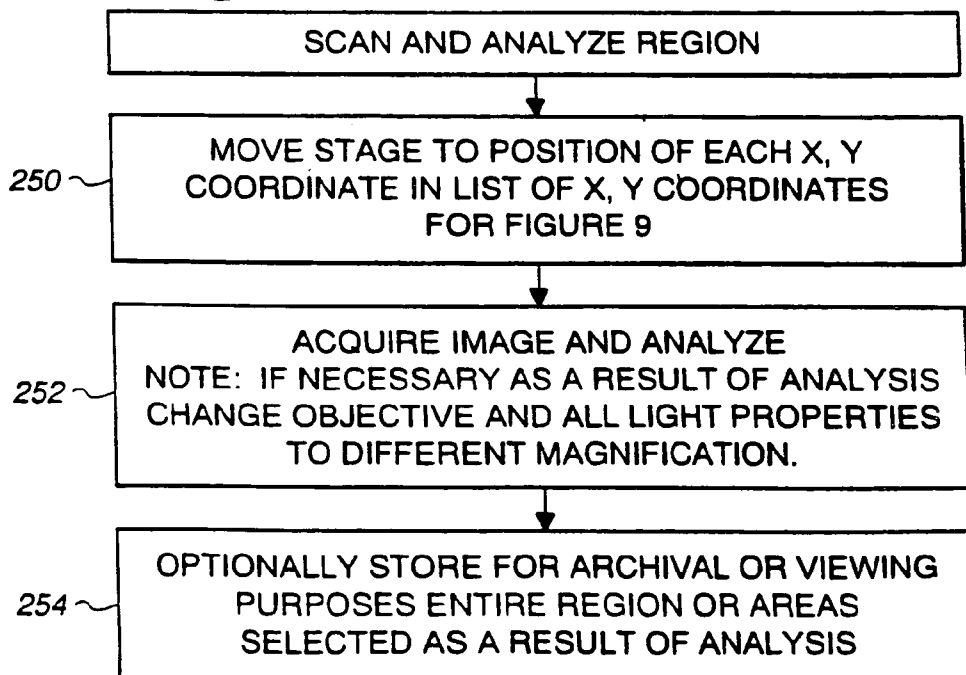 SCAN AND ANALYZE REGION
MOVE STAGE TO POSITION OF EACH X, Y
250
COORDINATE IN LIST OF X, Y COORDINATES
FOR FIGURE 9
ACQUIRE IMAGE AND ANALYZE
NOTE: IF NECESSARY AS A RESULT OF ANALYSIS
252
CHANGE OBJECTIVE AND ALL LIGHT PROPERTIES
TO DIFFERENT MAGNIFICATION.
OPTIONALLY STORE FOR ARCHIVAL OR VIEWING
254
PURPOSES ENTIRE REGION OR AREAS
SELECTED AS A RESULT OF ANALYSIS